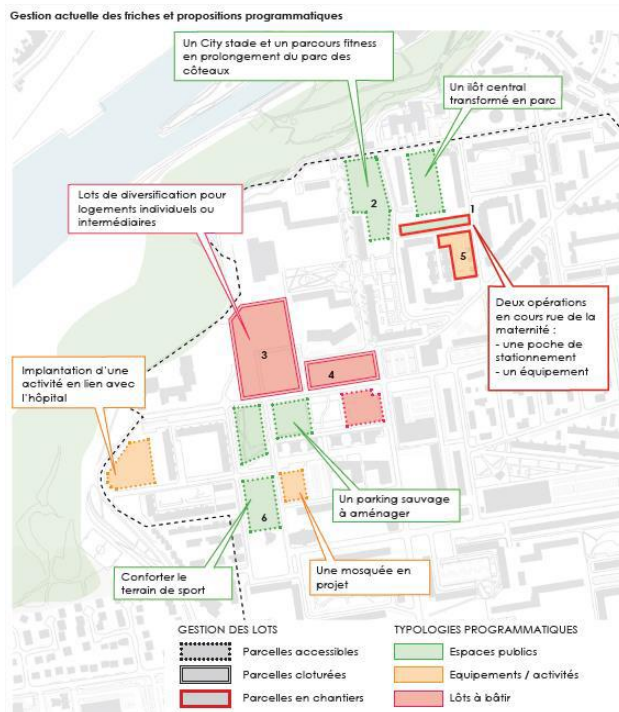 Gestion actuelle des friches et propositions programmatiques
Un City stade et un parcours fitness
en prolongement du parc des
côteaux
Un ilôt central
transformé en parc
Lots de diversification pour
logements individuels ou
intermédiaires
1
2
5
Deux opérations
en cours rue de la
maternité :
- une poche de
stationnement
- un équipement
3
4
Implantation d'une
activité en lien avec
l'hôpital
Un parking sauvage
à aménager
6
Conforter le
terrain de sport
Une mosquée en
projet
GESTION DES LOTS
Parcelles accessibles
Parcelles cloturées
Parcelles en chantiers
TYPOLOGIES PROGRAMMATIQUES
Espaces publics
Equipements / activités
Lôts à bâtir